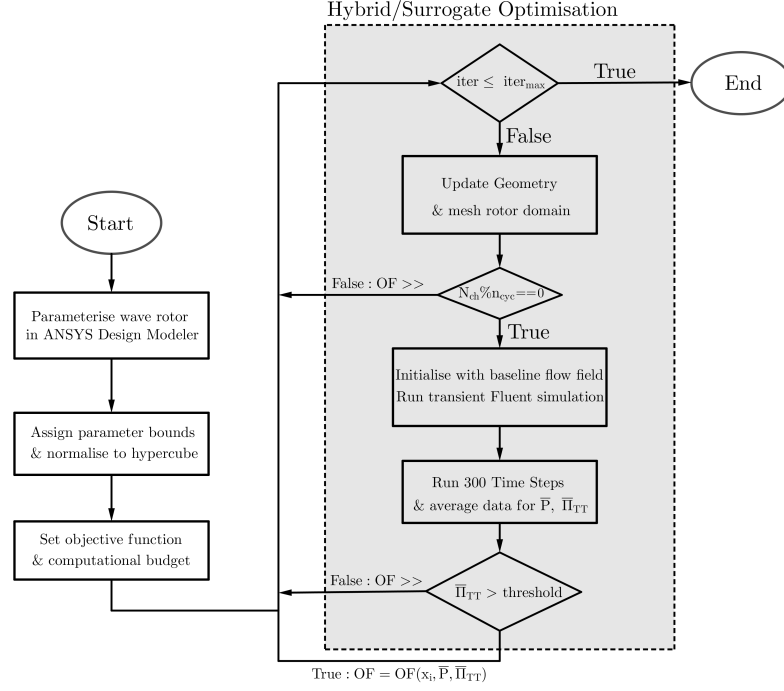 Hybrid/Surrogate Optimisation
iter ≤ iter_max
True
End
False
Update Geometry
& mesh rotor domain
Start
False : OF >>
N_ch%n_cyc==0
True
Parameterise wave rotor
in ANSYS Design Modeler
Initialise with baseline flow field
Run transient Fluent simulation
Assign parameter bounds
& normalise to hypercube
Run 300 Time Steps
& average data for P̅, Π̅_TT
Set objective function
& computational budget
False : OF >>
Π̅_TT > threshold
True : OF = OF(x_i, P̅, Π̅_TT)